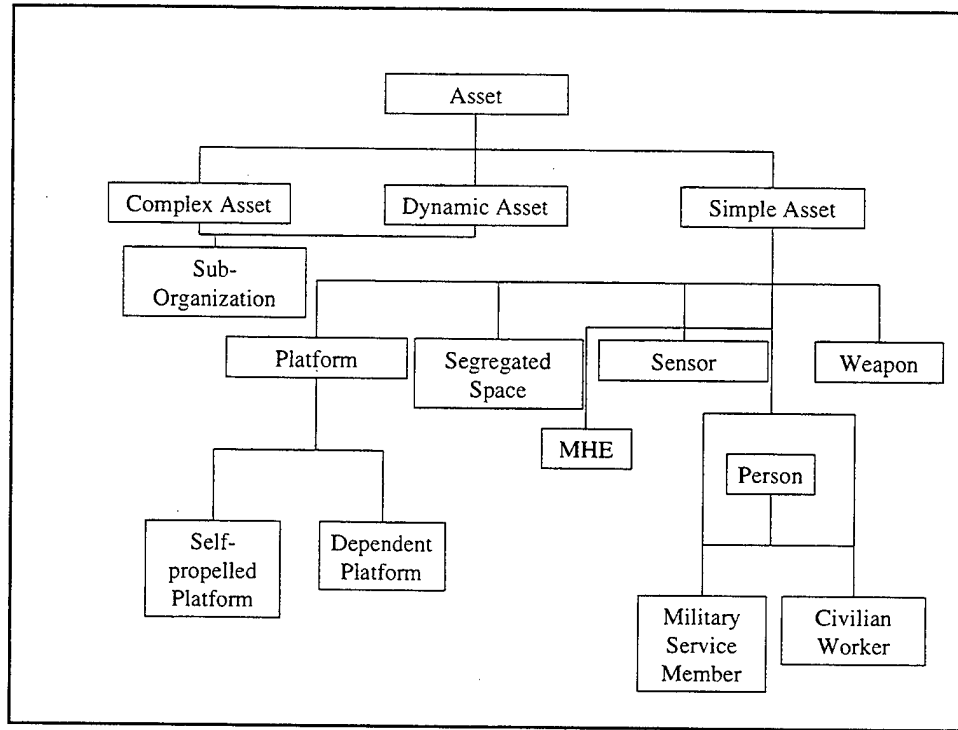 Asset
Complex Asset
Dynamic Asset
Simple Asset
Sub-
Organization
Platform
Segregated
Space
Sensor
Weapon
MHE
Person
Self-
propelled
Platform
Dependent
Platform
Military
Service
Member
Civilian
Worker